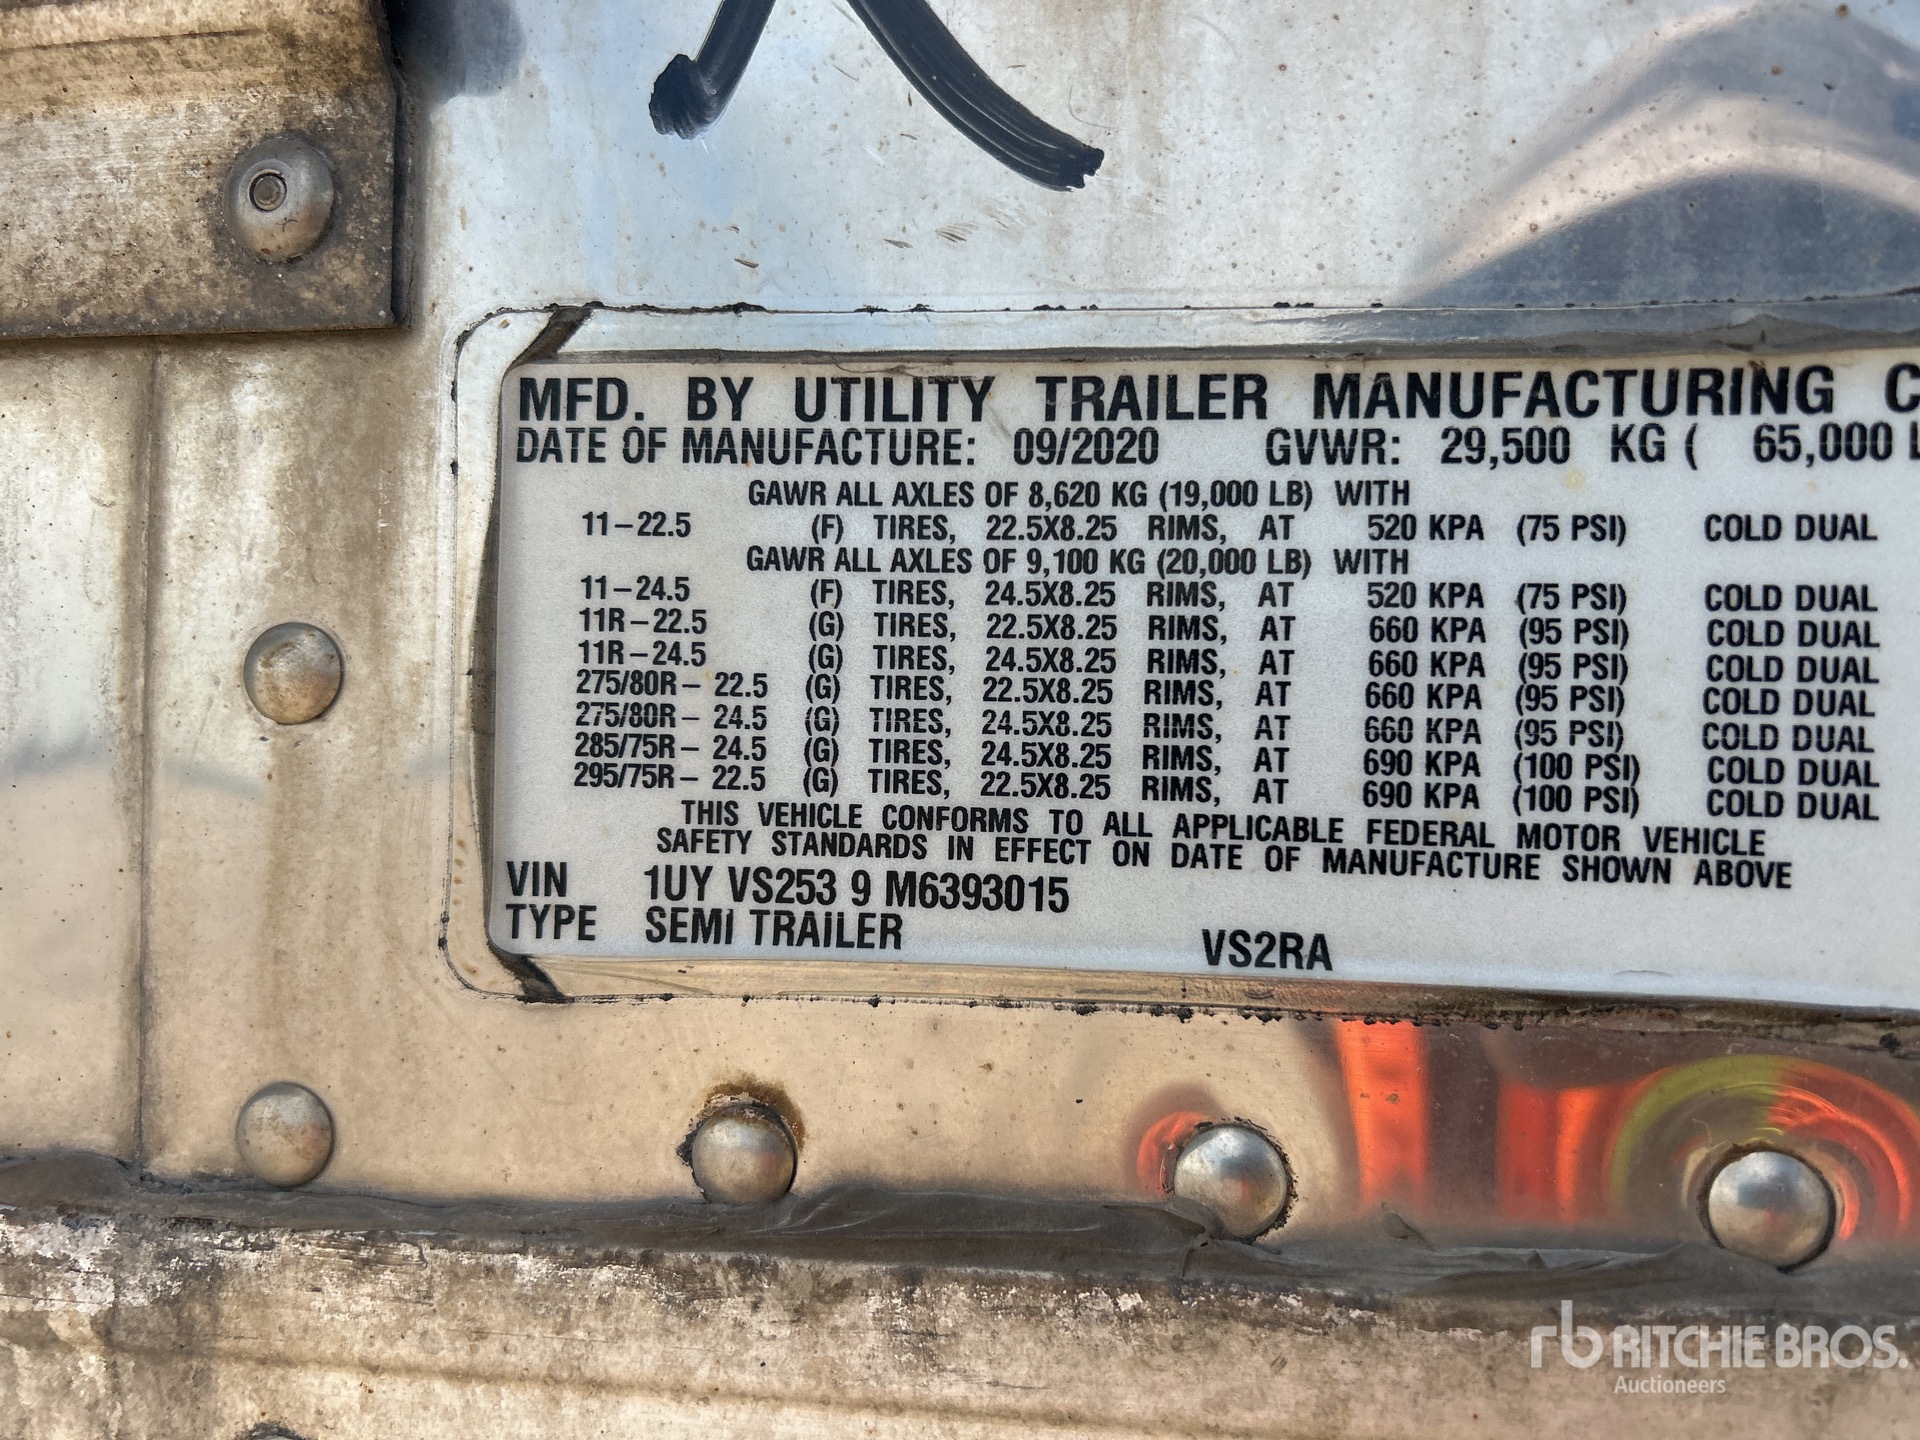 MFD. BY UTILITY TRAILER MANUFACTURING C
DATE OF MANUFACTURE: 09/2020 GVWR: 29,500 KG ( 65,000 L
GAWR ALL AXLES OF 8,620 KG (19,000 LB) WITH
11-22.5 (F) TIRES, 22.5X8.25 RIMS, AT 520 KPA (75 PSI) COLD DUAL
GAWR ALL AXLES OF 9,100 KG (20,000 LB) WITH
11-24.5 (F) TIRES, 24.5X8.25 RIMS, AT 520 KPA (75 PSI) COLD DUAL
11R-22.5 (G) TIRES, 22.5X8.25 RIMS, AT 660 KPA (95 PSI) COLD DUAL
11R-24.5 (G) TIRES, 24.5X8.25 RIMS, AT 660 KPA (95 PSI) COLD DUAL
275/80R- 22.5 (G) TIRES, 22.5X8.25 RIMS, AT 660 KPA (95 PSI) COLD DUAL
275/80R- 24.5 (G) TIRES, 24.5X8.25 RIMS, AT 660 KPA (95 PSI) COLD DUAL
285/75R- 24.5 (G) TIRES, 24.5X8.25 RIMS, AT 690 KPA (100 PSI) COLD DUAL
295/75R- 22.5 (G) TIRES, 22.5X8.25 RIMS, AT 690 KPA (100 PSI) COLD DUAL
THIS VEHICLE CONFORMS TO ALL APPLICABLE FEDERAL MOTOR VEHICLE
SAFETY STANDARDS IN EFFECT ON DATE OF MANUFACTURE SHOWN ABOVE
VIN 1UY VS253 9 M6393015
TYPE SEMI TRAILER VS2RA
rb RITCHIE BROS.
Auctioneers